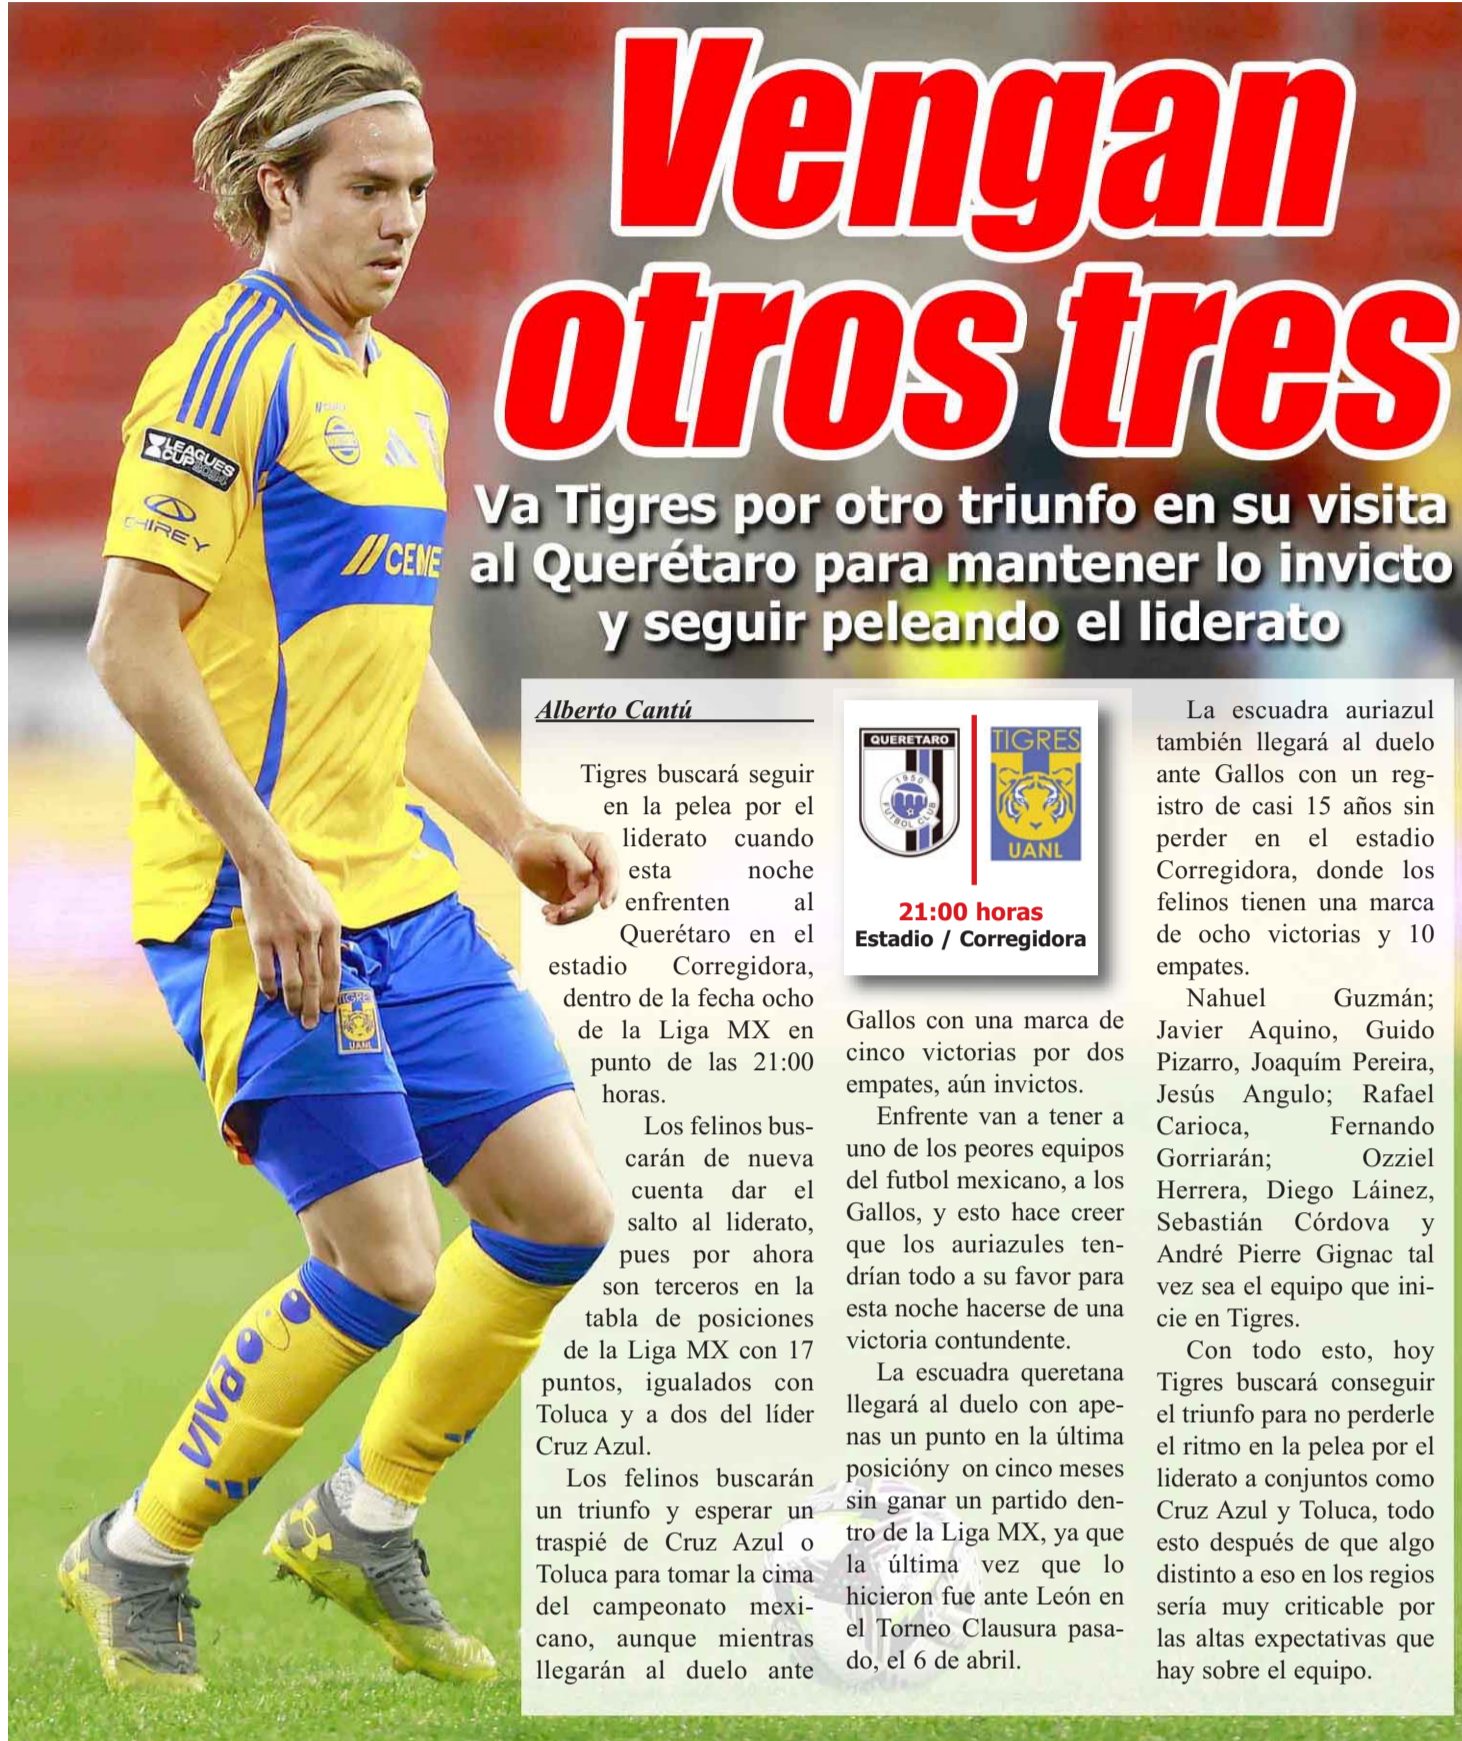 Vengan
otros tres
Va Tigres por otro triunfo en su visita
al Querétaro para mantener lo invicto
y seguir peleando el liderato
LEAGUES
CUP 2024
CHIREY
CEME
TIGRES
UANL
VIVA
Alberto Cantú
Tigres buscará seguir
en la pelea por el
liderato cuando
esta noche
enfrenten al
Querétaro en el
estadio Corregidora,
dentro de la fecha ocho
de la Liga MX en
punto de las 21:00
horas.
Los felinos bus-
carán de nueva
cuenta dar el
salto al liderato,
pues por ahora
son terceros en la
tabla de posiciones
de la Liga MX con 17
puntos, igualados con
Toluca y a dos del líder
Cruz Azul.
Los felinos buscarán
un triunfo y esperar un
traspié de Cruz Azul o
Toluca para tomar la cima
del campeonato mexi-
cano, aunque mientras
llegarán al duelo ante
QUERETARO
1950
FUTBOL CLUB
TIGRES
UANL
21:00 horas
Estadio / Corregidora
Gallos con una marca de
cinco victorias por dos
empates, aún invictos.
Enfrente van a tener a
uno de los peores equipos
del futbol mexicano, a los
Gallos, y esto hace creer
que los auriazules ten-
drían todo a su favor para
esta noche hacerse de una
victoria contundente.
La escuadra queretana
llegará al duelo con ape-
nas un punto en la última
posicióny on cinco meses
sin ganar un partido den-
tro de la Liga MX, ya que
la última vez que lo
hicieron fue ante León en
el Torneo Clausura pasa-
do, el 6 de abril.
La escuadra auriazul
también llegará al duelo
ante Gallos con un reg-
istro de casi 15 años sin
perder en el estadio
Corregidora, donde los
felinos tienen una marca
de ocho victorias y 10
empates.
Nahuel Guzmán;
Javier Aquino, Guido
Pizarro, Joaquím Pereira,
Jesús Angulo; Rafael
Carioca, Fernando
Gorriarán; Ozziel
Herrera, Diego Láinez,
Sebastián Córdova y
André Pierre Gignac tal
vez sea el equipo que ini-
cie en Tigres.
Con todo esto, hoy
Tigres buscará conseguir
el triunfo para no perderle
el ritmo en la pelea por el
liderato a conjuntos como
Cruz Azul y Toluca, todo
esto después de que algo
distinto a eso en los regios
sería muy criticable por
las altas expectativas que
hay sobre el equipo.